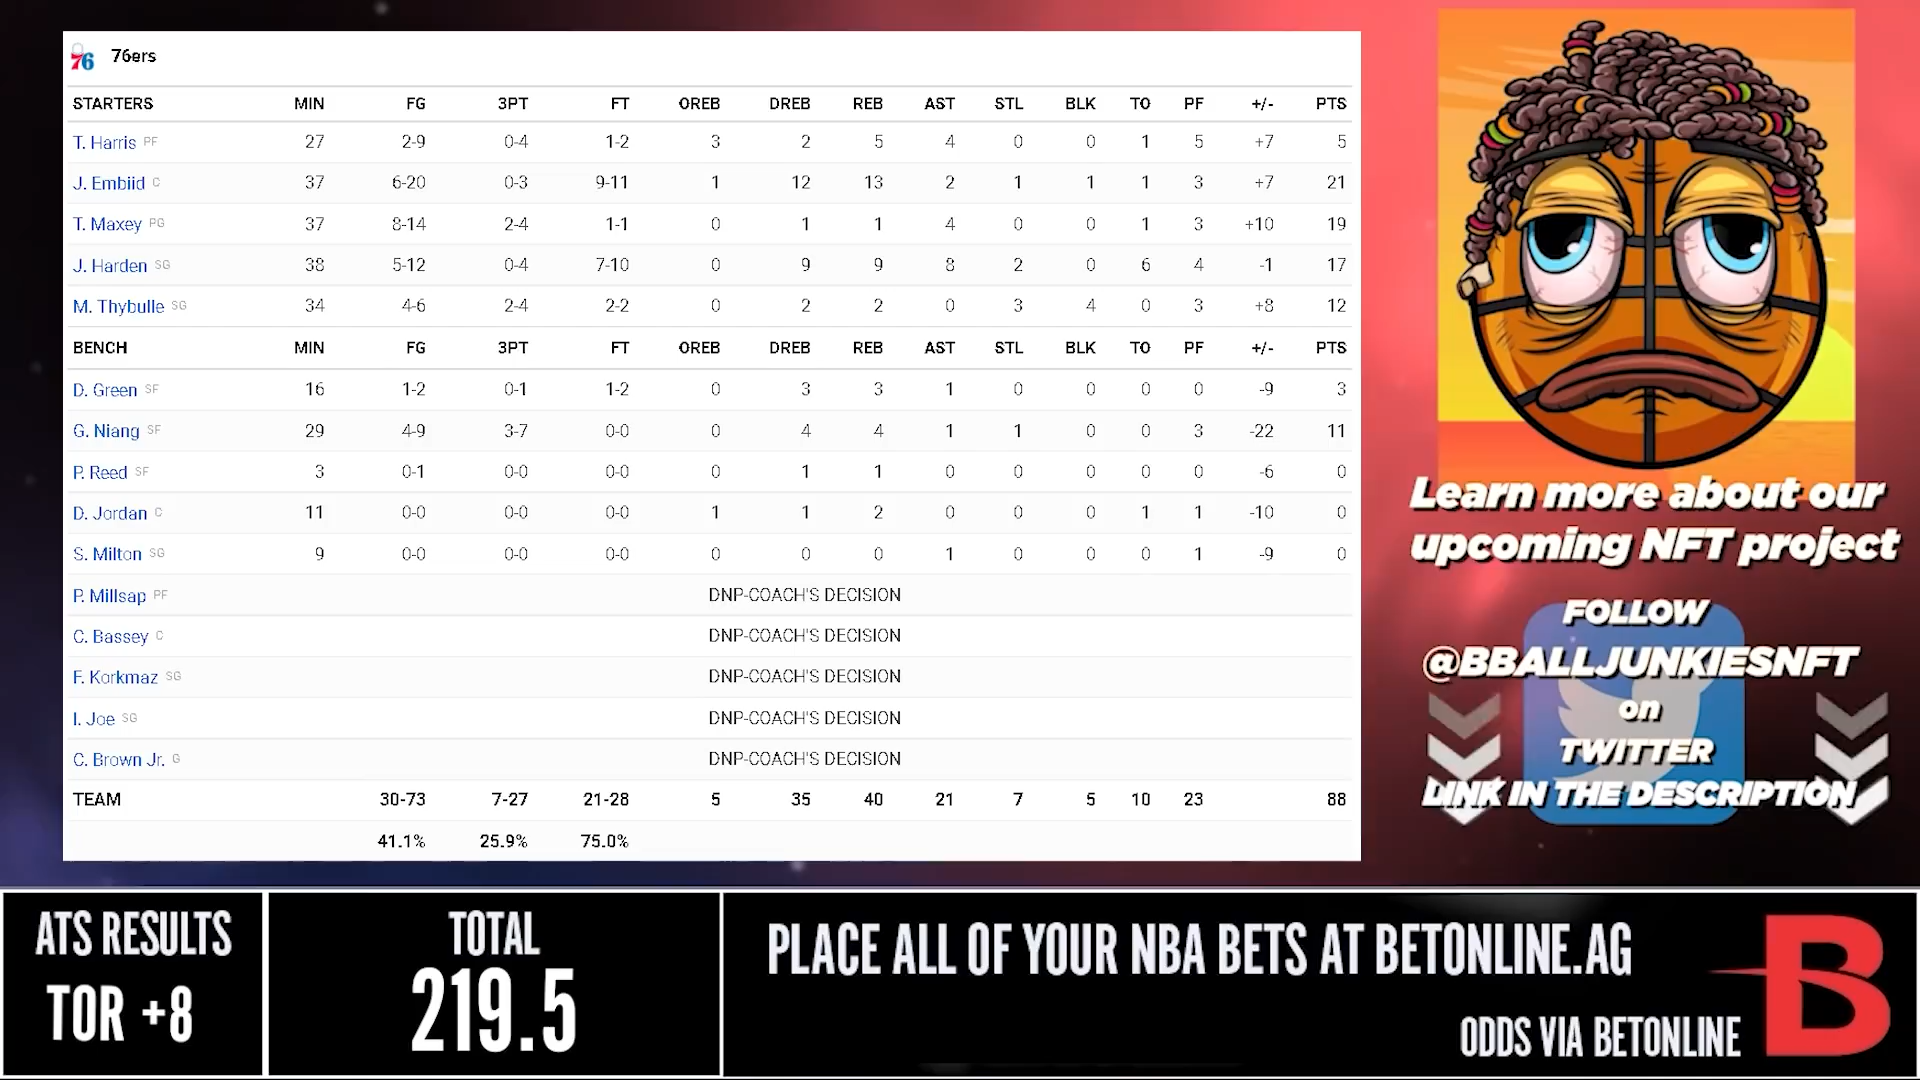 76 76ers
STARTERS MIN FG 3PT FT OREB DREB REB AST STL BLK TO PF +/- PTS
T. Harris PF 27 2-9 0-4 1-2 3 2 5 4 0 0 1 5 +7 5
J. Embiid C 37 6-20 0-3 9-11 1 12 13 2 1 1 1 3 +7 21
T. Maxey PG 37 8-14 2-4 1-1 0 1 1 4 0 0 1 3 +10 19
J. Harden SG 38 5-12 0-4 7-10 0 9 9 8 2 0 6 4 -1 17
M. Thybulle SG 34 4-6 2-4 2-2 0 2 2 0 3 4 0 3 +8 12
BENCH MIN FG 3PT FT OREB DREB REB AST STL BLK TO PF +/- PTS
D. Green SF 16 1-2 0-1 1-2 0 3 3 1 0 0 0 0 -9 3
G. Niang SF 29 4-9 3-7 0-0 0 4 4 1 1 0 0 3 -22 11
P. Reed SF 3 0-1 0-0 0-0 0 1 1 0 0 0 0 0 -6 0
D. Jordan C 11 0-0 0-0 0-0 1 1 2 0 0 0 1 1 -10 0
S. Milton SG 9 0-0 0-0 0-0 0 0 0 1 0 0 0 1 -9 0
P. Millsap PF DNP-COACH'S DECISION
C. Bassey C DNP-COACH'S DECISION
F. Korkmaz SG DNP-COACH'S DECISION
I. Joe SG DNP-COACH'S DECISION
C. Brown Jr. G DNP-COACH'S DECISION
TEAM 30-73 7-27 21-28 5 35 40 21 7 5 10 23 88
41.1% 25.9% 75.0%
Learn more about our
upcoming NFT project
FOLLOW
@BBALLJUNKIESNFT
on
TWITTER
LINK IN THE DESCRIPTION
ATS RESULTS
TOR +8
TOTAL
219.5
PLACE ALL OF YOUR NBA BETS AT BETONLINE.AG
ODDS VIA BETONLINE
B